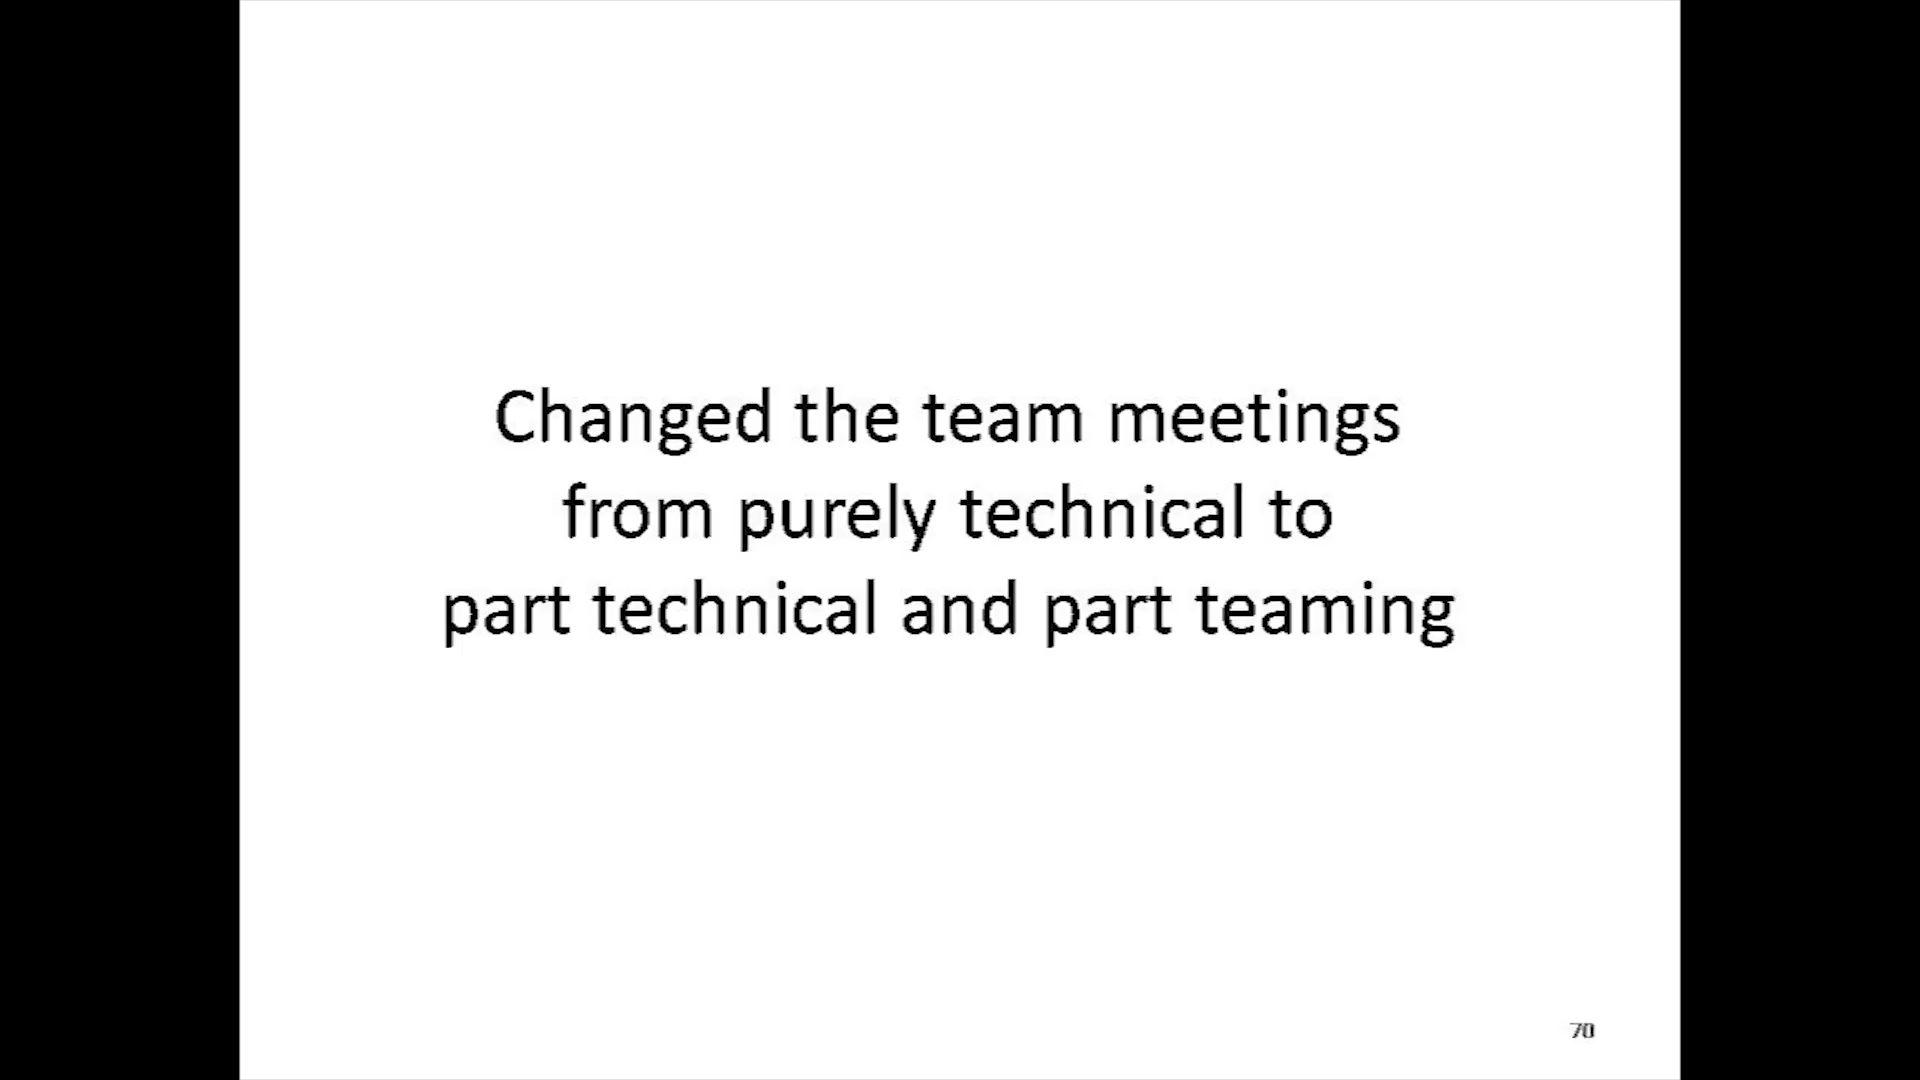 Changed the team meetings
from purely technical to
part technical and part teaming
70